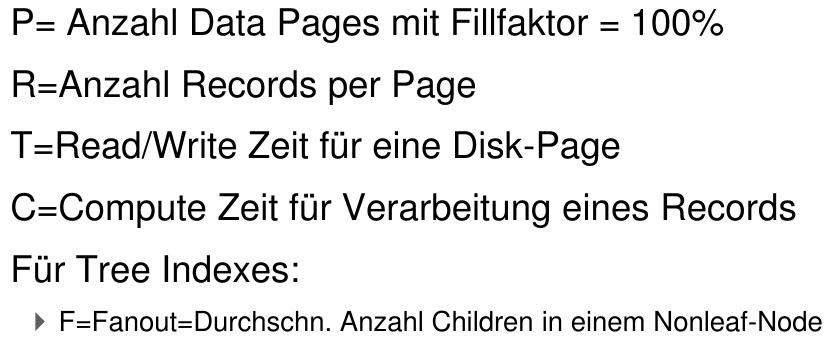 P= Anzahl Data Pages mit Fillfaktor = 100%
R=Anzahl Records per Page
T=Read/Write Zeit für eine Disk-Page
C=Compute Zeit für Verarbeitung eines Records
Für Tree Indexes:
F=Fanout=Durchschn. Anzahl Children in einem Nonleaf-Node